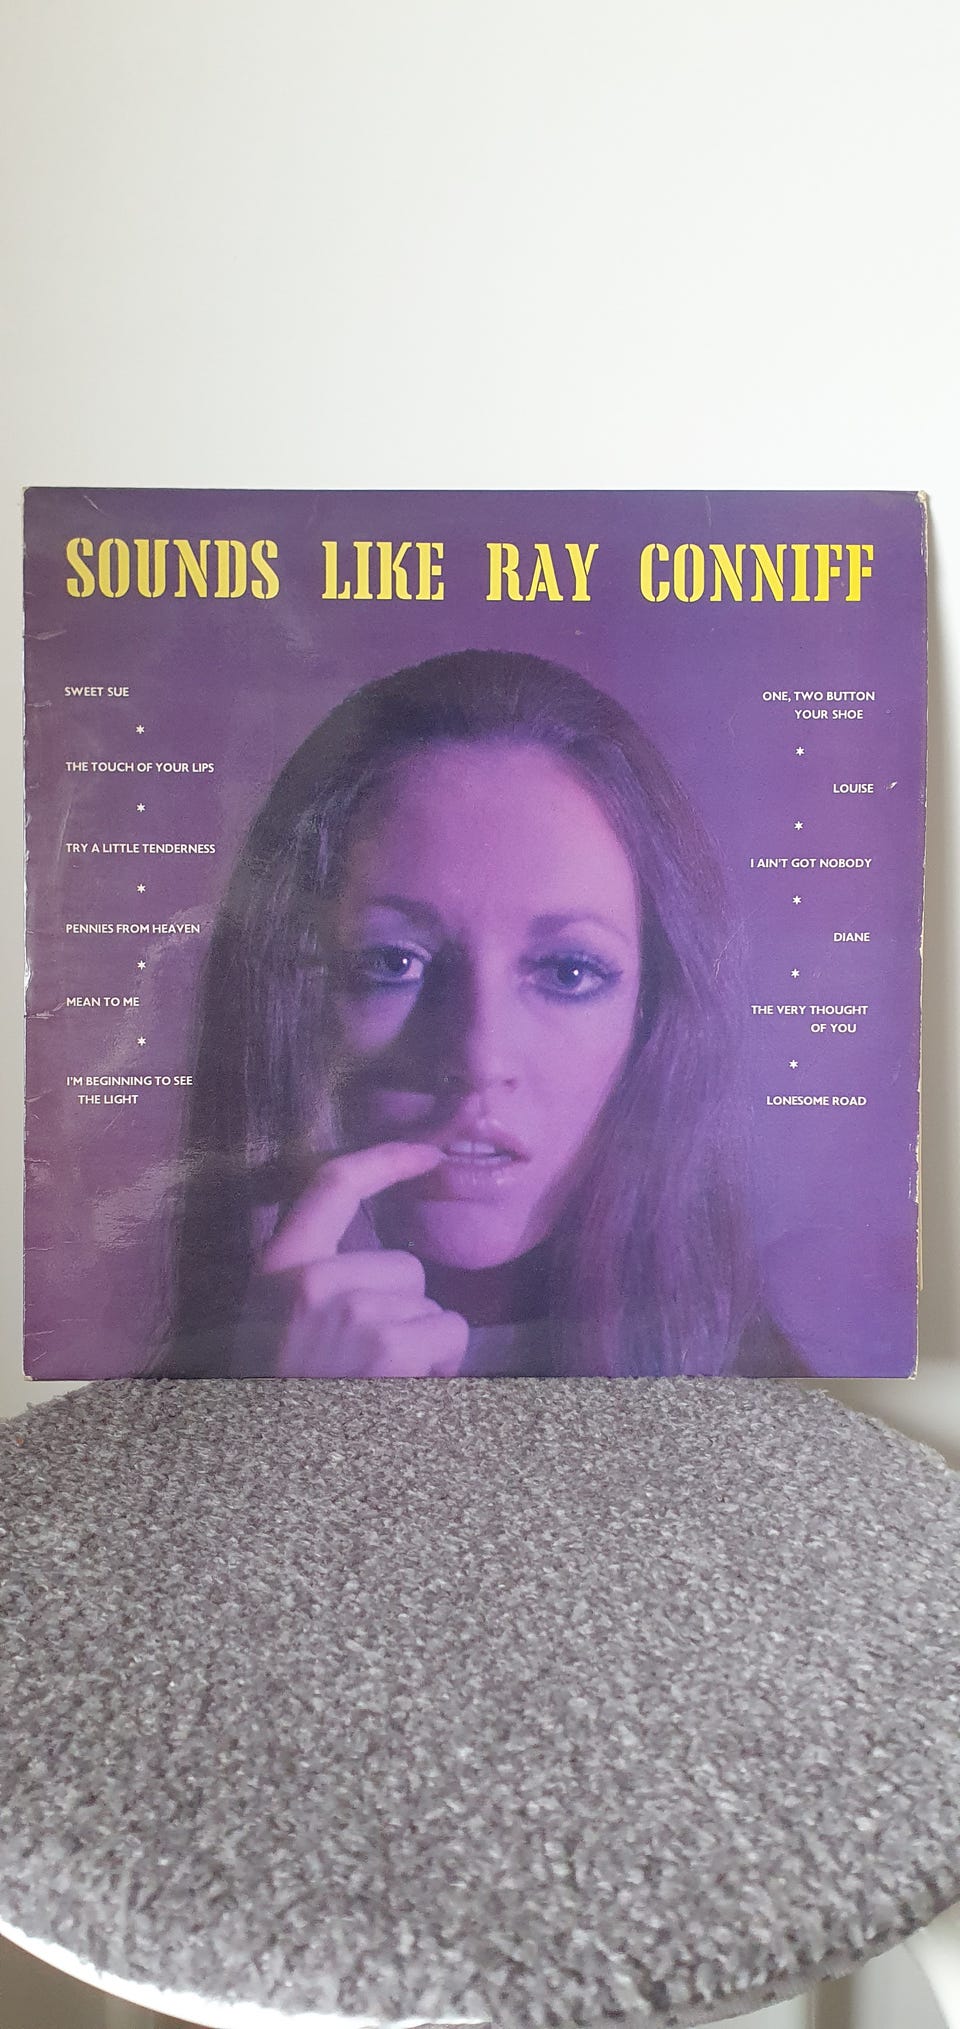 SOUNDS LIKE RAY CONNIFF
SWEET SUE
THE TOUCH OF YOUR LIPS
TRY A LITTLE TENDERNESS
PENNIES FROM HEAVEN
MEAN TO ME
I'M BEGINNING TO SEE
THE LIGHT
ONE, TWO BUTTON
YOUR SHOE
LOUISE
I AIN'T GOT NOBODY
DIANE
THE VERY THOUGHT
OF YOU
LONESOME ROAD